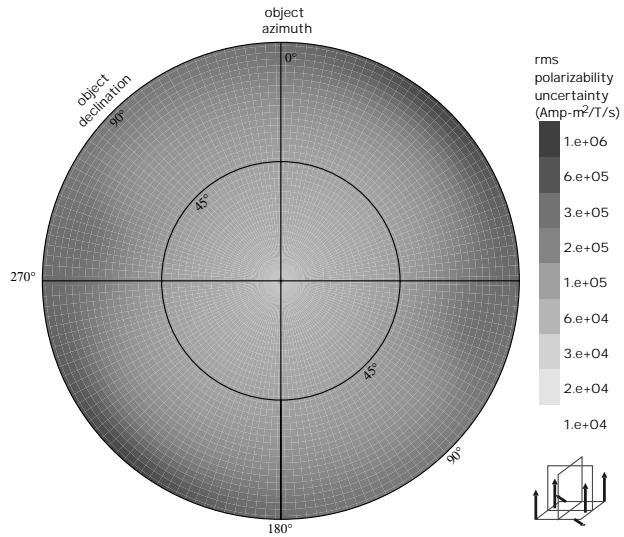 object
azimuth
0°
object
declination
90°
45°
270°
45°
90°
180°
rms
polarizability
uncertainty
(Amp-m²/T/s)
1.e+06
6.e+05
3.e+05
2.e+05
1.e+05
6.e+04
3.e+04
2.e+04
1.e+04